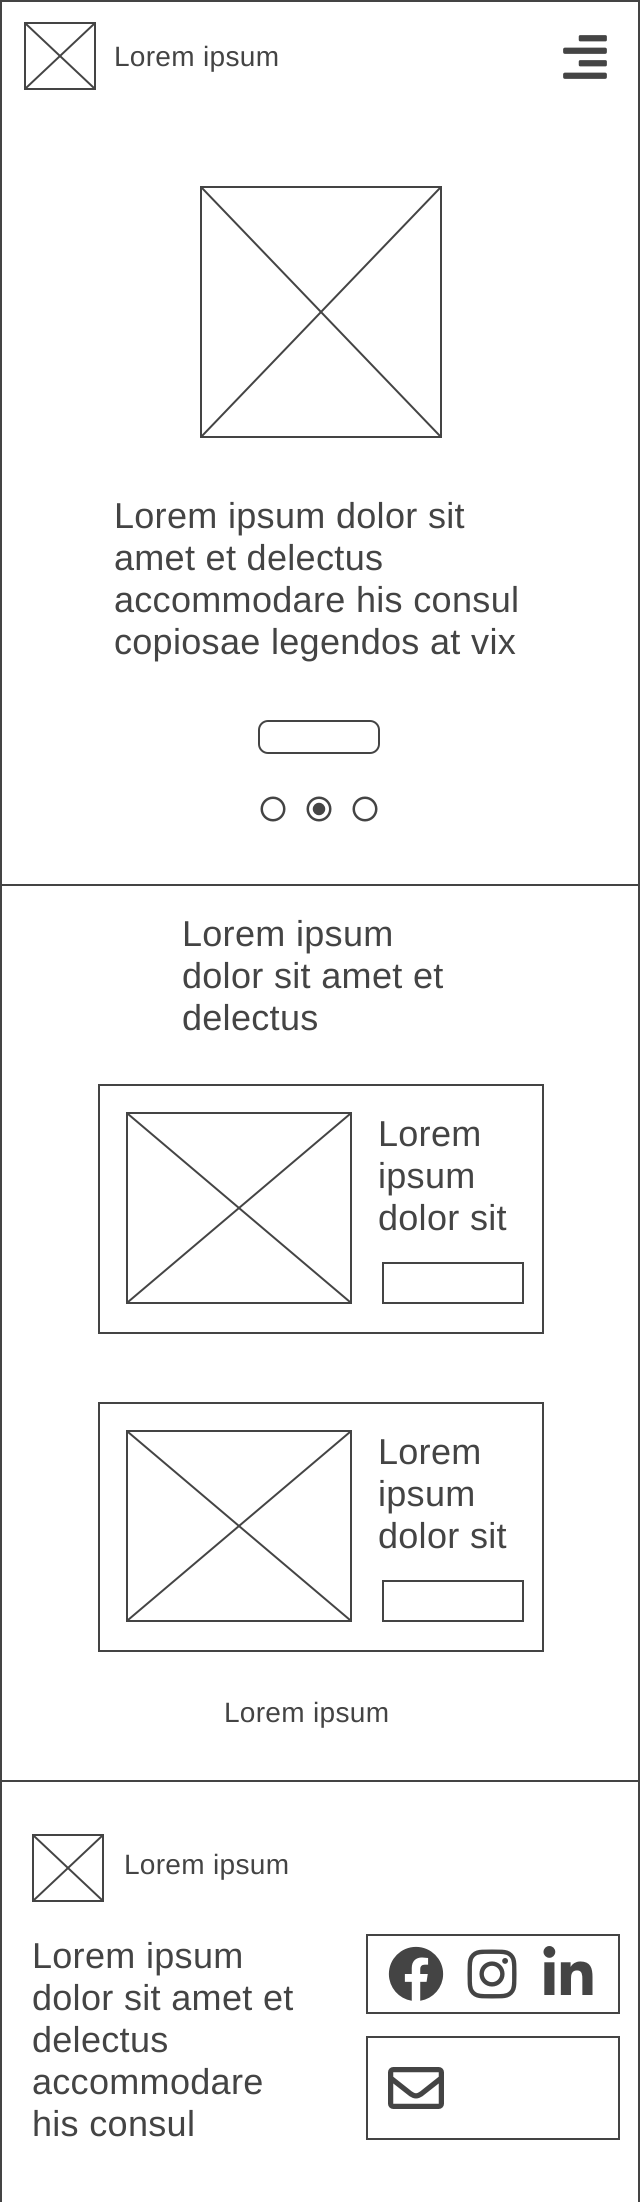 Lorem ipsum
Lorem ipsum dolor sit
amet et delectus
accommodare his consul
copiosae legendos at vix
Lorem ipsum
dolor sit amet et
delectus
Lorem
ipsum
dolor sit
Lorem
ipsum
dolor sit
Lorem ipsum
Lorem ipsum
Lorem ipsum
dolor sit amet et
delectus
accommodare
his consul